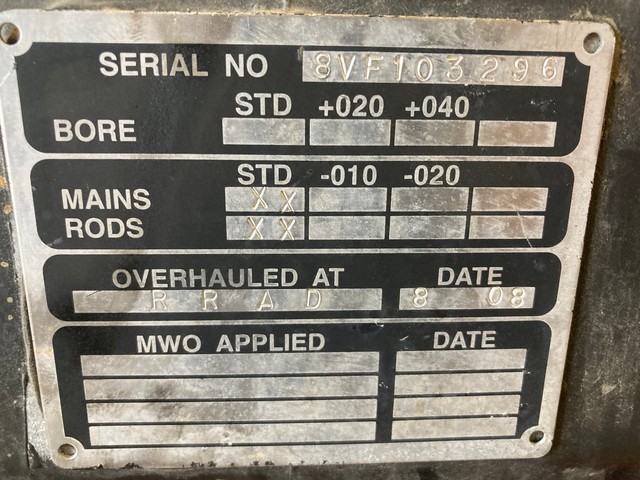 SERIAL NO 8VF103296
STD +020 +040
BORE
STD -010 -020
MAINS XX
RODS XX
OVERHAULED AT DATE
RRAD 8 08
MWO APPLIED DATE